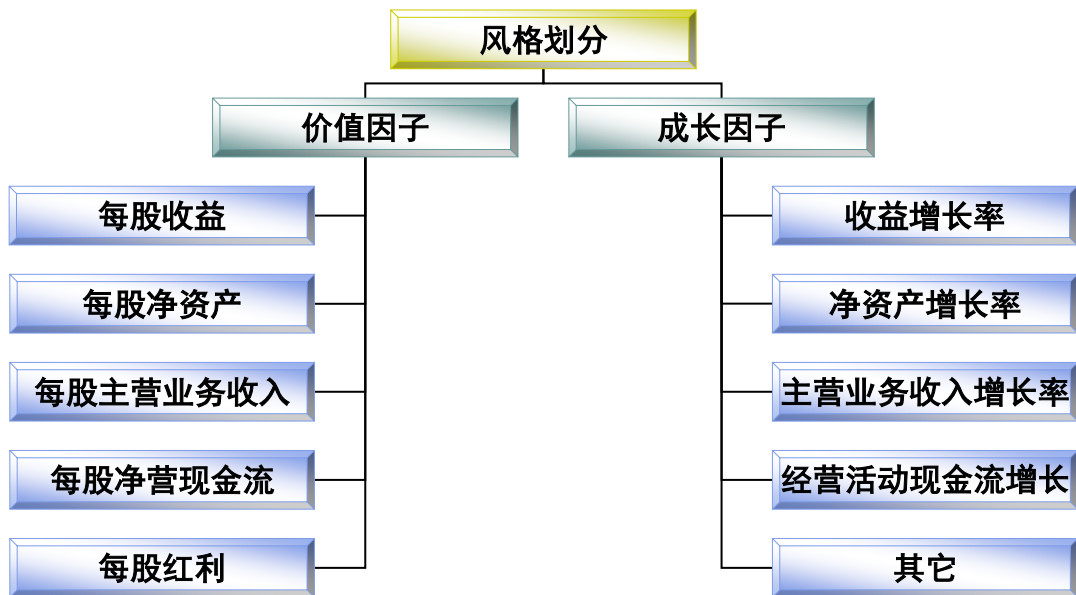 风格划分
价值因子
成长因子
每股收益
收益增长率
每股净资产
净资产增长率
每股主营业务收入
主营业务收入增长率
每股净营现金流
经营活动现金流增长
每股红利
其它